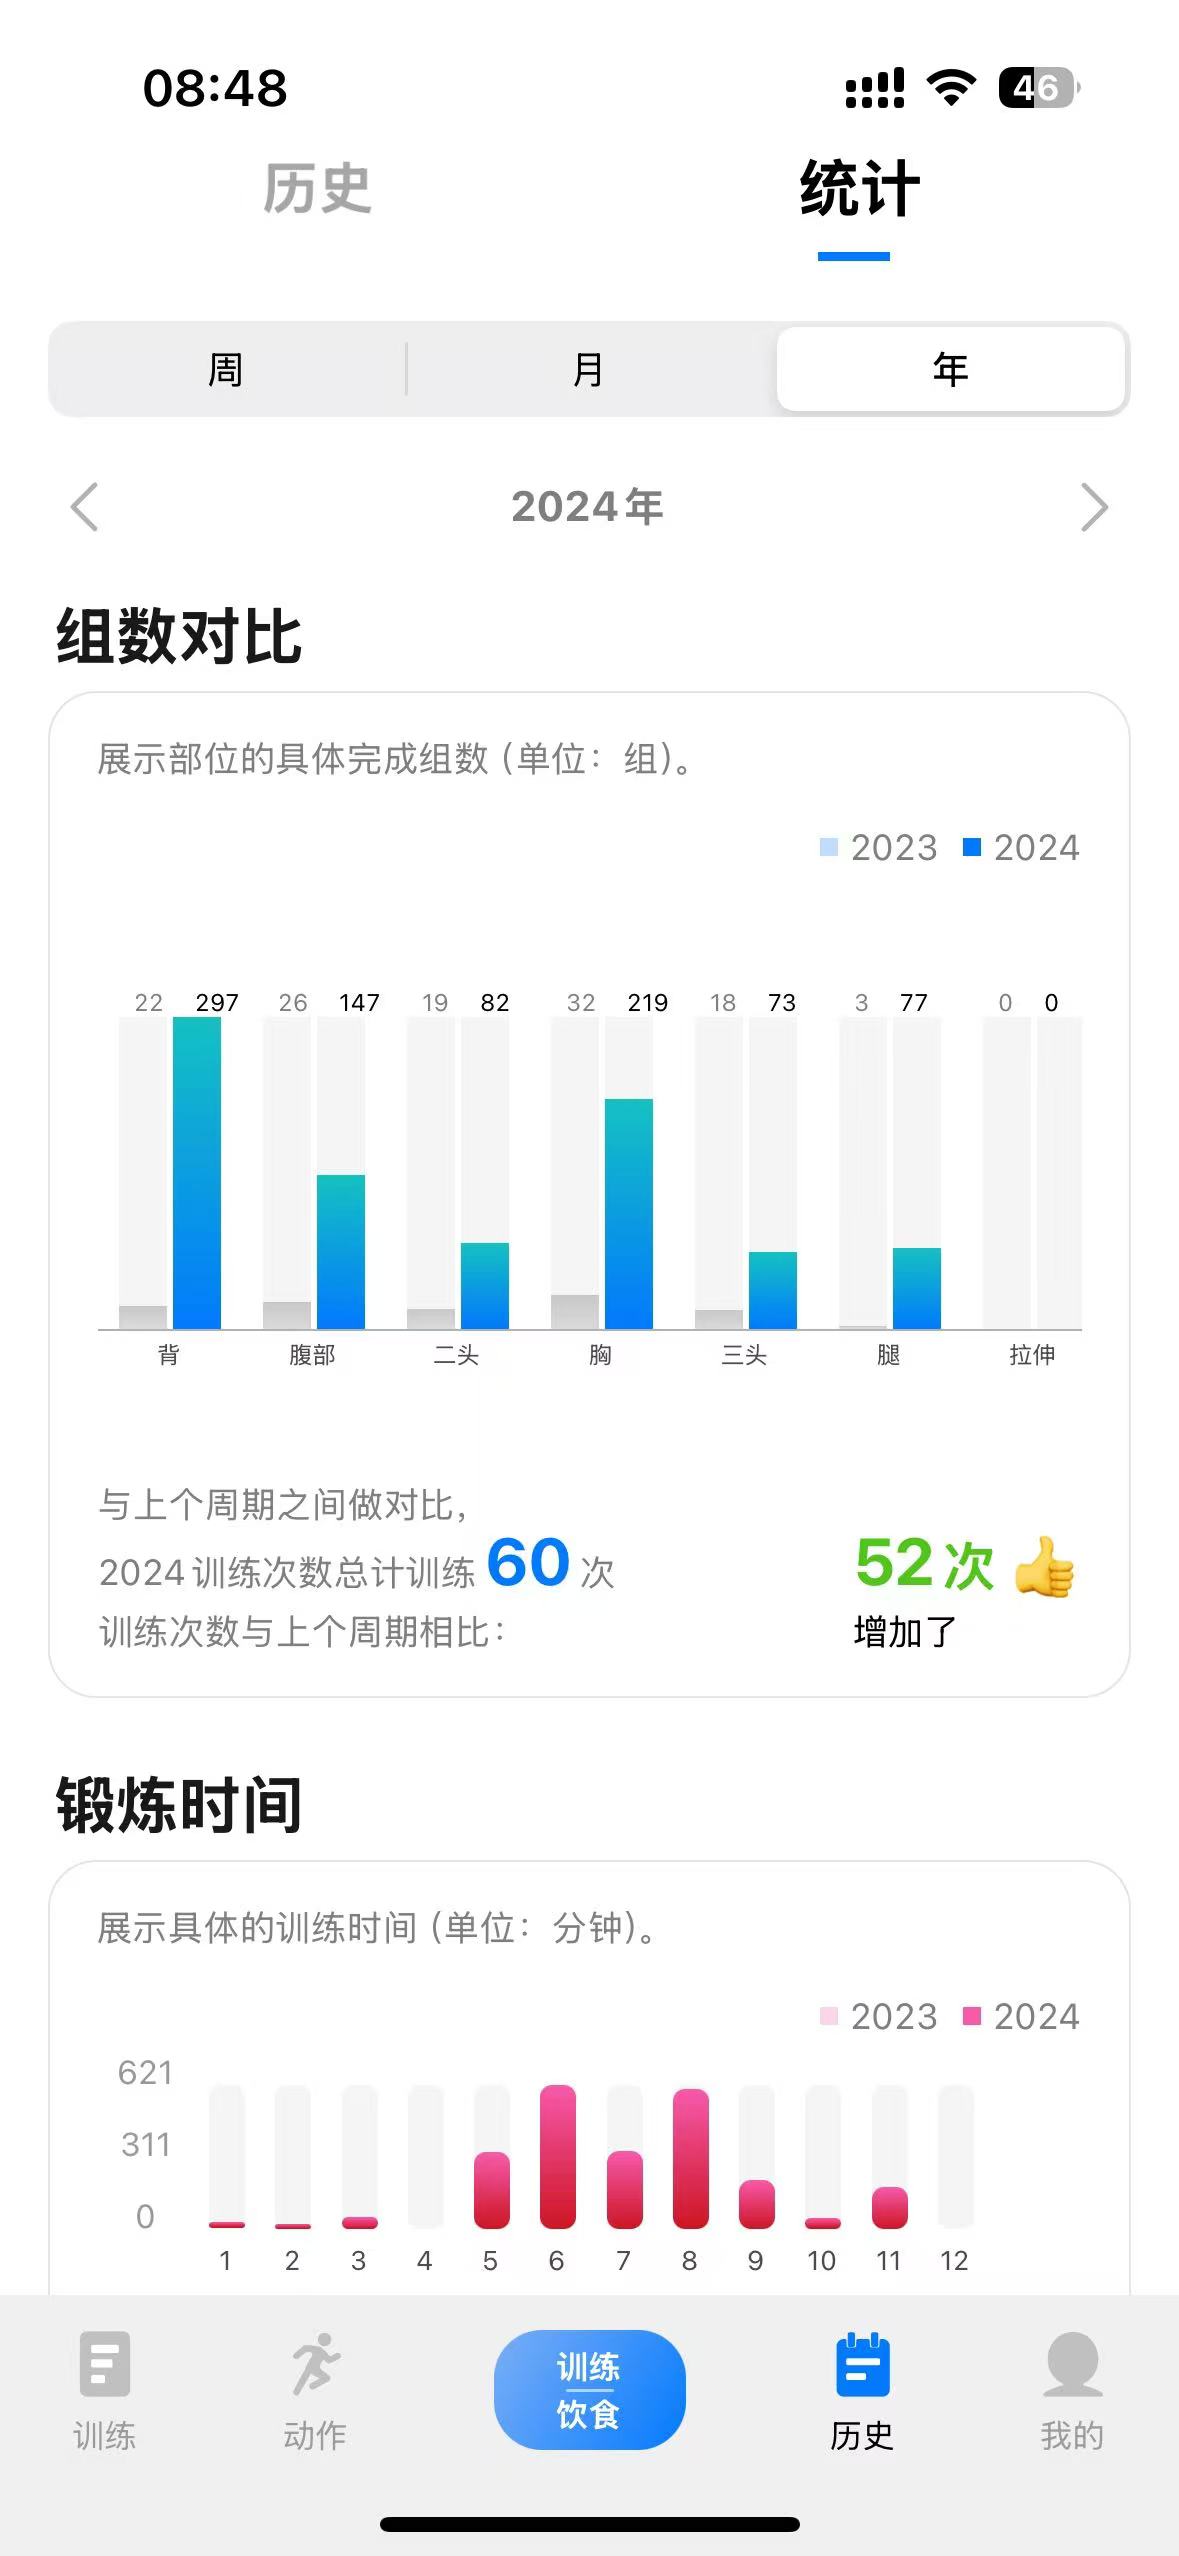 08:48
46
历史 统计
周 月 年
2024年
组数对比
展示部位的具体完成组数 (单位：组)。
2023 2024
22 297 26 147 19 82 32 219 18 73 3 77 0 0
背 腹部 二头 胸 三头 腿 拉伸
与上个周期之间做对比，
2024训练次数总计训练 60 次
训练次数与上个周期相比：
52次 👍
增加了
锻炼时间
展示具体的训练时间 (单位：分钟)。
2023 2024
621
311
0
1 2 3 4 5 6 7 8 9 10 11 12
训练
饮食
训练 动作 历史 我的